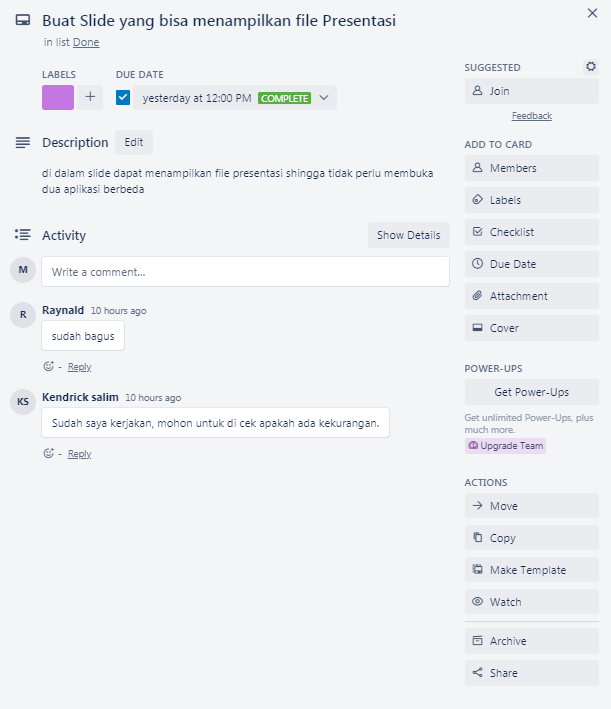 Buat Slide yang bisa menampilkan file Presentasi
in list Done
LABELS
DUE DATE
yesterday at 12:00 PM COMPLETE
Description Edit
di dalam slide dapat menampilkan file presentasi shingga tidak perlu membuka
dua aplikasi berbeda
Activity Show Details
M Write a comment...
R Raynald 10 hours ago
sudah bagus
- Reply
KS Kendrick salim 10 hours ago
Sudah saya kerjakan, mohon untuk di cek apakah ada kekurangan.
- Reply
SUGGESTED
Join
Feedback
ADD TO CARD
Members
Labels
Checklist
Due Date
Attachment
Cover
POWER-UPS
Get Power-Ups
Get unlimited Power-Ups, plus
much more.
Upgrade Team
ACTIONS
Move
Copy
Make Template
Watch
Archive
Share